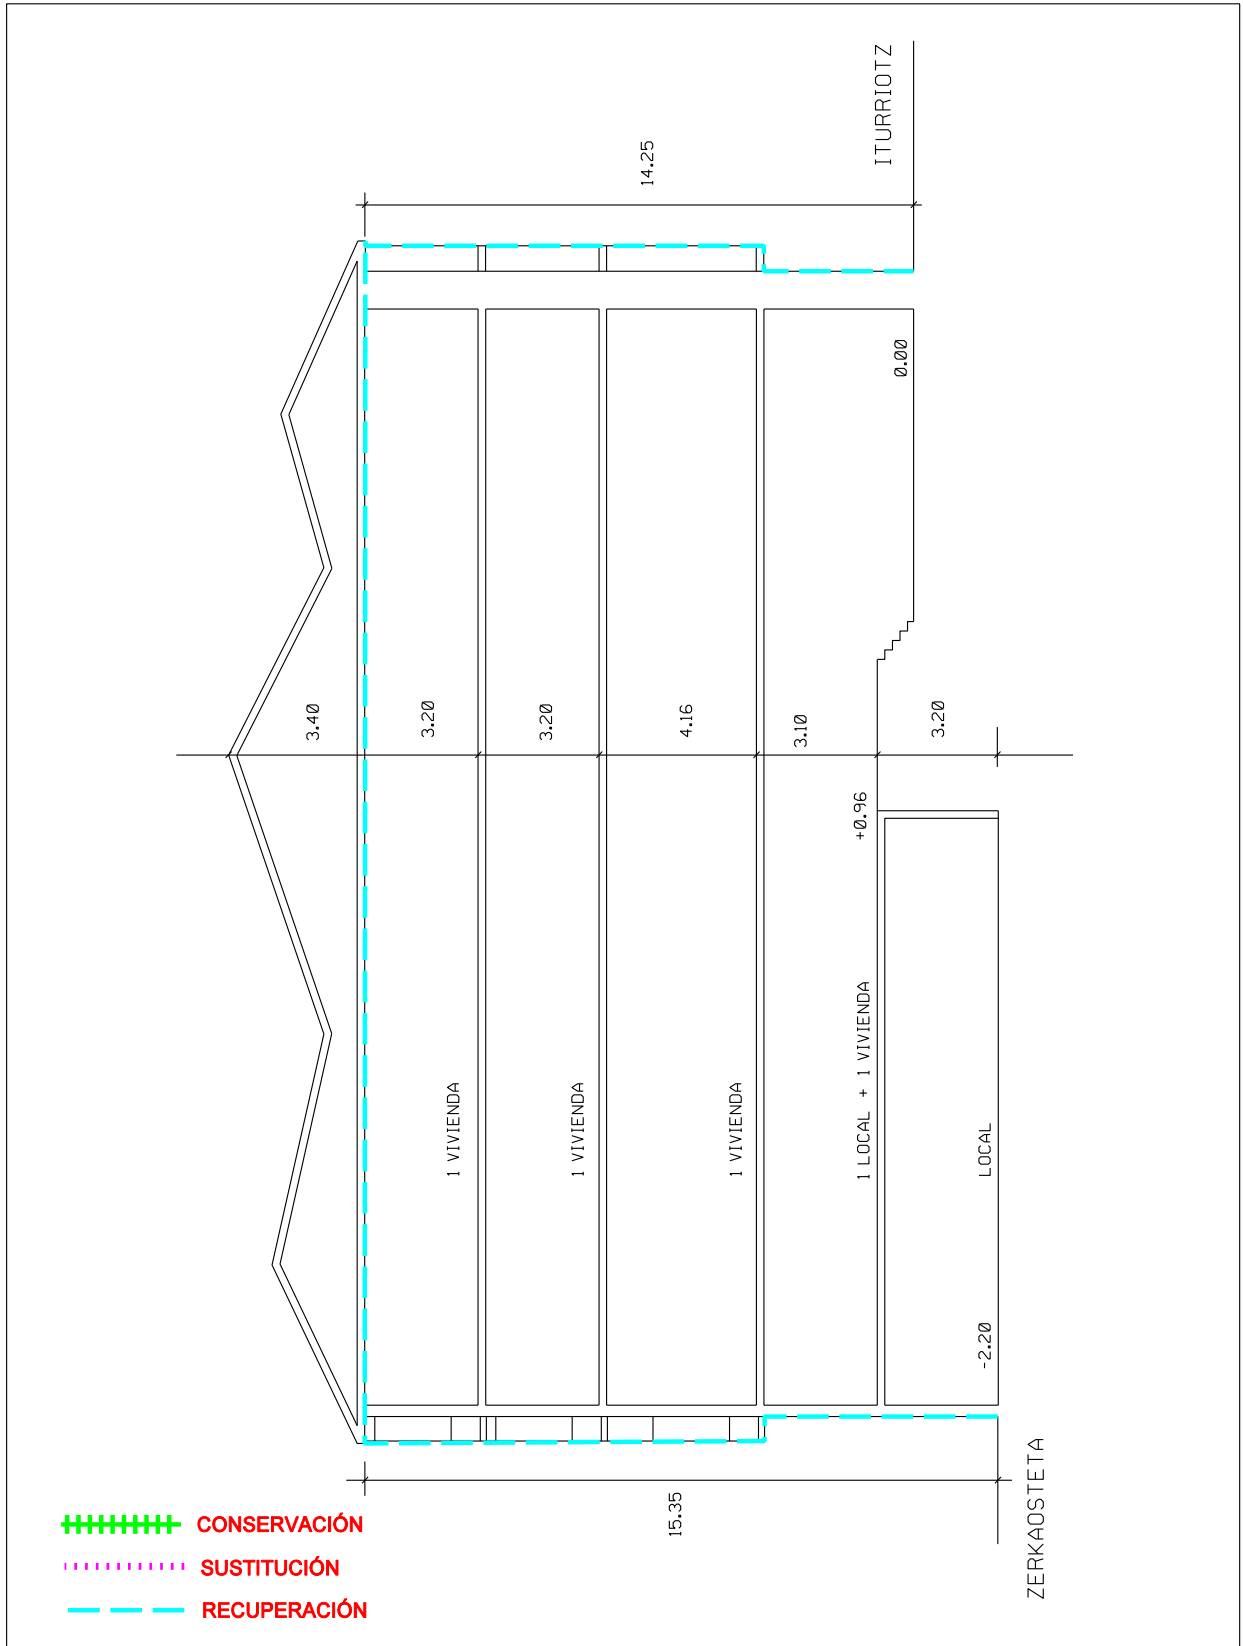 ITURRIOTZ
14.25
0.00
3.40
3.20
3.20
4.16
3.10
3.20
+0.96
1 VIVIENDA
1 VIVIENDA
1 VIVIENDA
1 LOCAL + 1 VIVIENDA
LOCAL
-2.20
15.35
ZERKAOSTETA
CONSERVACIÓN
SUSTITUCIÓN
RECUPERACIÓN